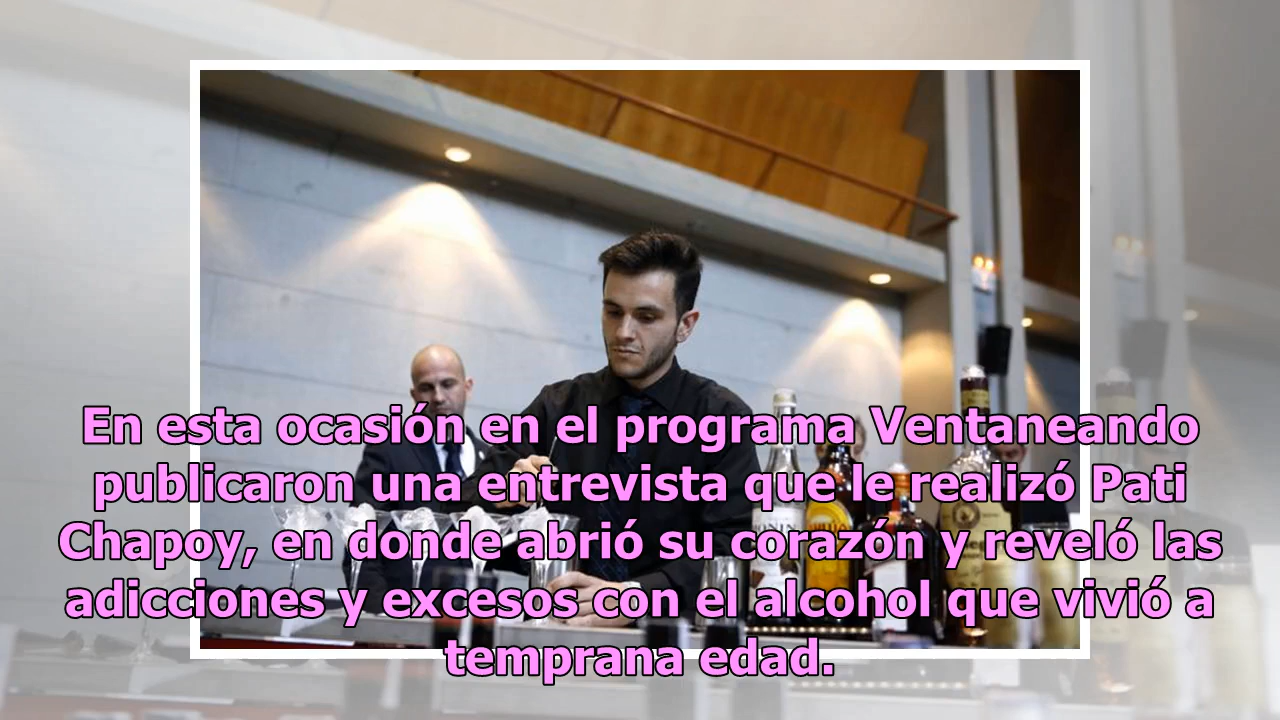 En esta ocasión en el programa Ventaneando
publicaron una entrevista que le realizó Pati
Chapoy, en donde abrió su corazón y reveló las
adicciones y excesos con el alcohol que vivió a
temprana edad.